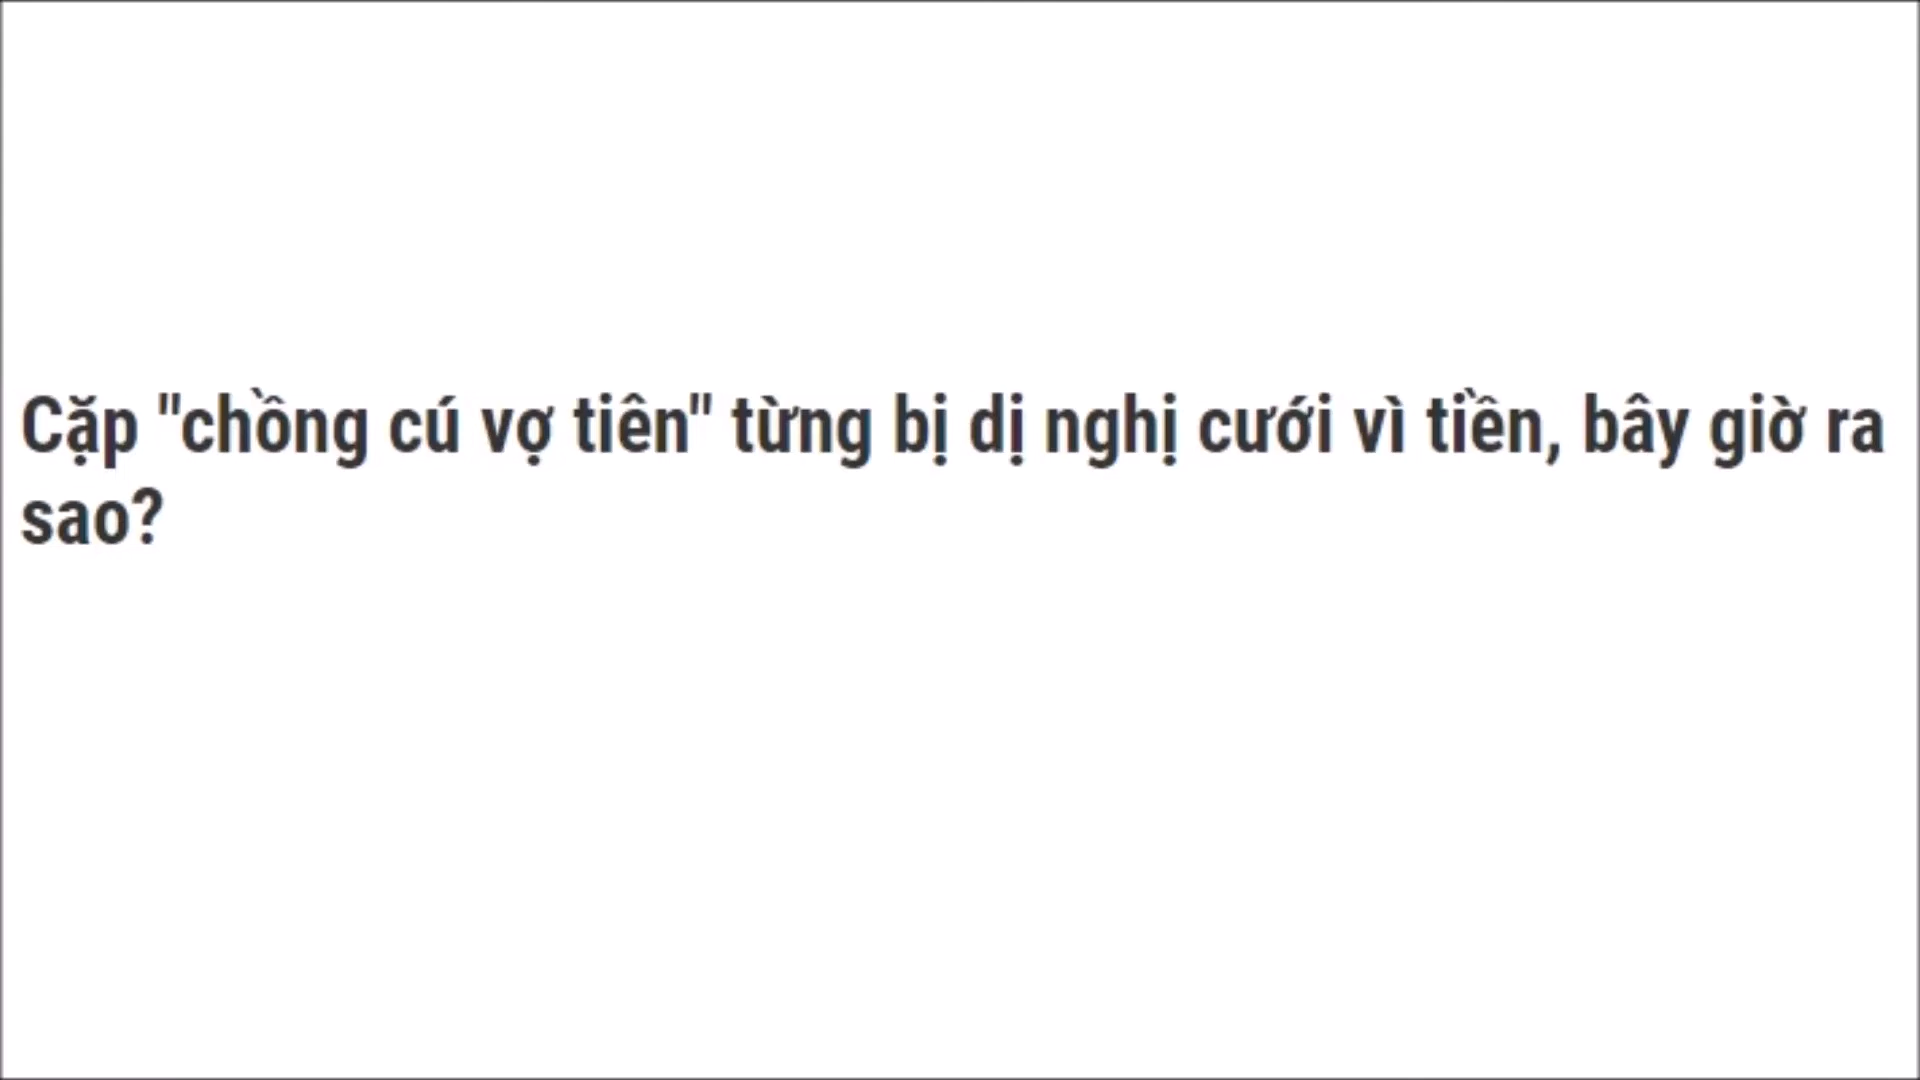 Cặp "chồng cú vợ tiên" từng bị dị nghị cưới vì tiền, bây giờ ra
sao?